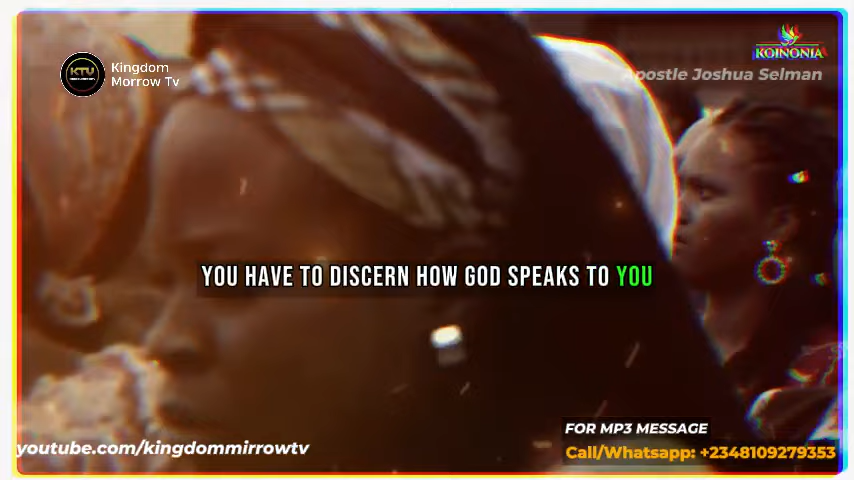 KTV
Kingdom
Morrow Tv
KOINONIA
Apostle Joshua Selman
YOU HAVE TO DISCERN HOW GOD SPEAKS TO YOU
FOR MP3 MESSAGE
Call/Whatsapp: +2348109279353
youtube.com/kingdommirrowtv